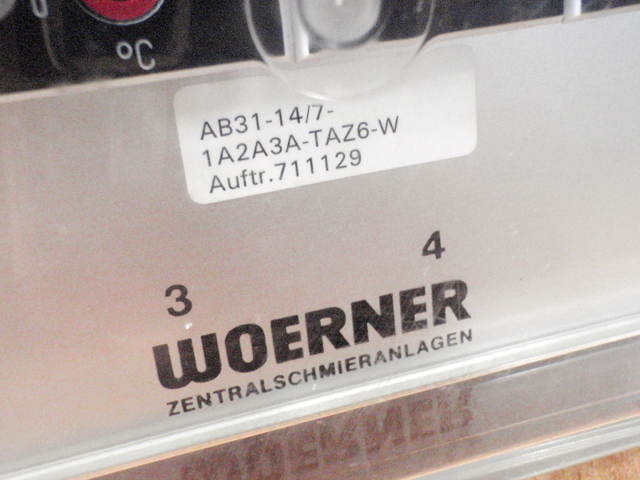 °C
AB31-14/7-
1A2A3A-TAZ6-W
Auftr.711129
3 4
WOERNER
ZENTRALSCHMIERANLAGEN